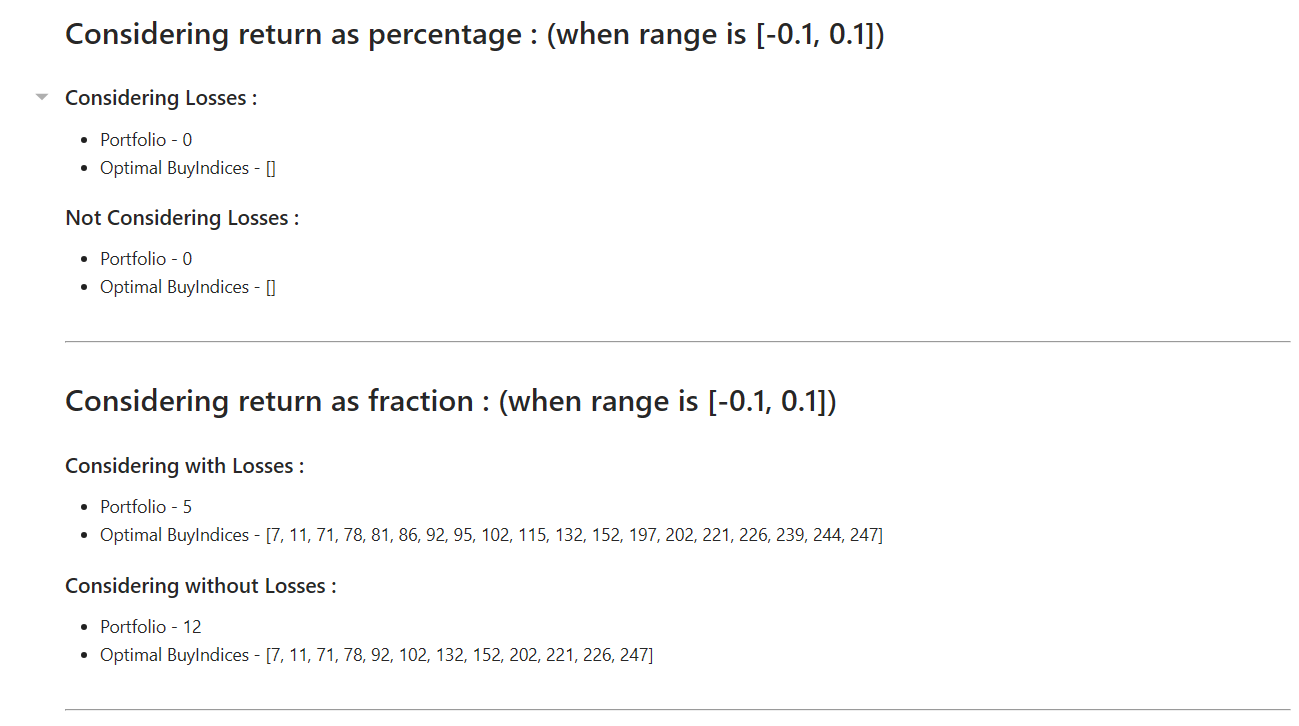 Considering return as percentage : (when range is [-0.1, 0.1])
Considering Losses :
Portfolio - 0
Optimal BuyIndices - []
Not Considering Losses :
Portfolio - 0
Optimal BuyIndices - []
Considering return as fraction : (when range is [-0.1, 0.1])
Considering with Losses :
Portfolio - 5
Optimal BuyIndices - [7, 11, 71, 78, 81, 86, 92, 95, 102, 115, 132, 152, 197, 202, 221, 226, 239, 244, 247]
Considering without Losses :
Portfolio - 12
Optimal BuyIndices - [7, 11, 71, 78, 92, 102, 132, 152, 202, 221, 226, 247]